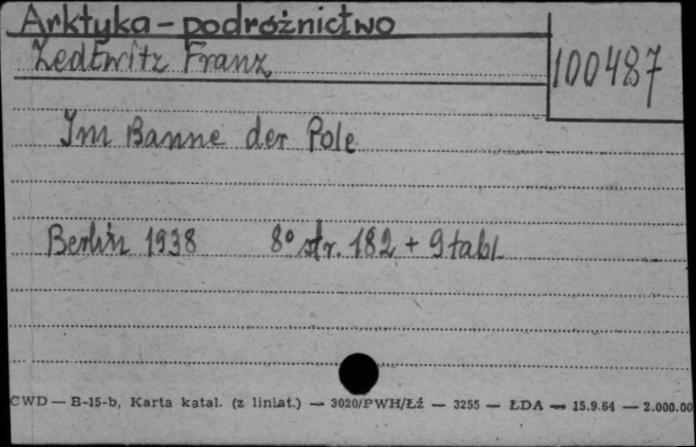 Arktyka - podróżnictwo
Zedtwitz Franz
100487
Im Banne der Pole
Berlin 1938 8° str. 182 + 9 tabl.
CWD — B-15-b, Karta katal. (z liniat.) — 3020/PWH/Łź — 3255 — ŁDA — 15.9.64 — 2.000.00